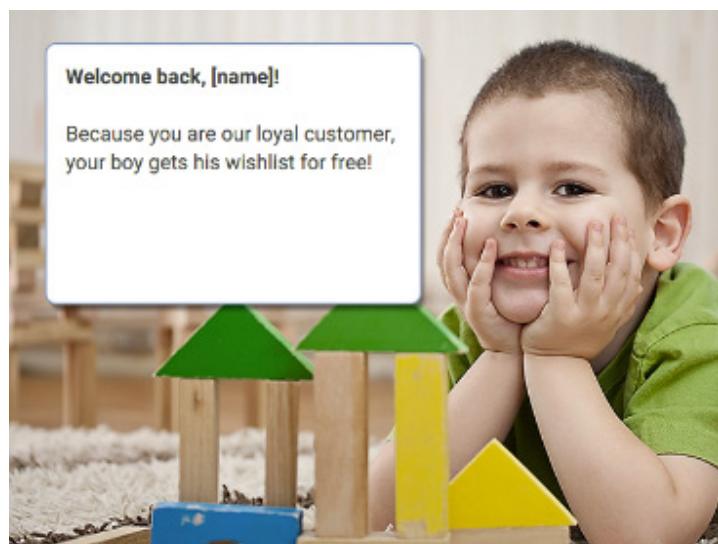 Welcome back, [name]!
Because you are our loyal customer,
your boy gets his wishlist for free!